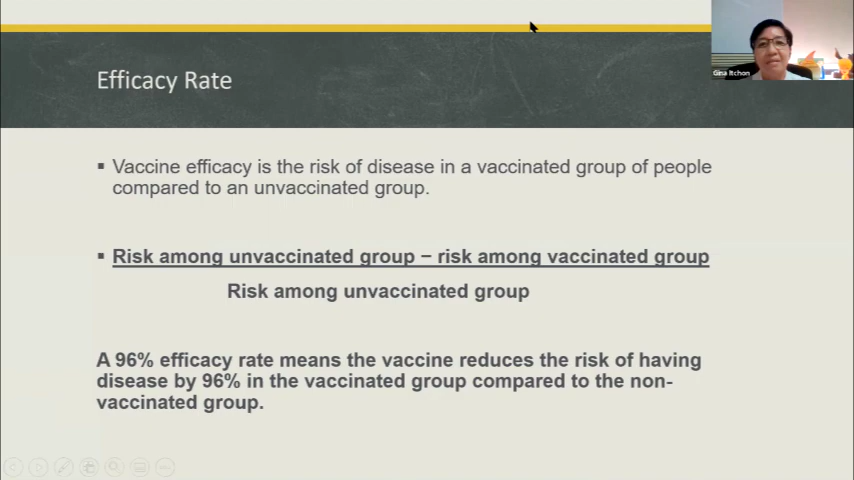 Efficacy Rate
Gina Itchon
▪ Vaccine efficacy is the risk of disease in a vaccinated group of people
compared to an unvaccinated group.
▪ Risk among unvaccinated group − risk among vaccinated group
Risk among unvaccinated group
A 96% efficacy rate means the vaccine reduces the risk of having
disease by 96% in the vaccinated group compared to the non-
vaccinated group.